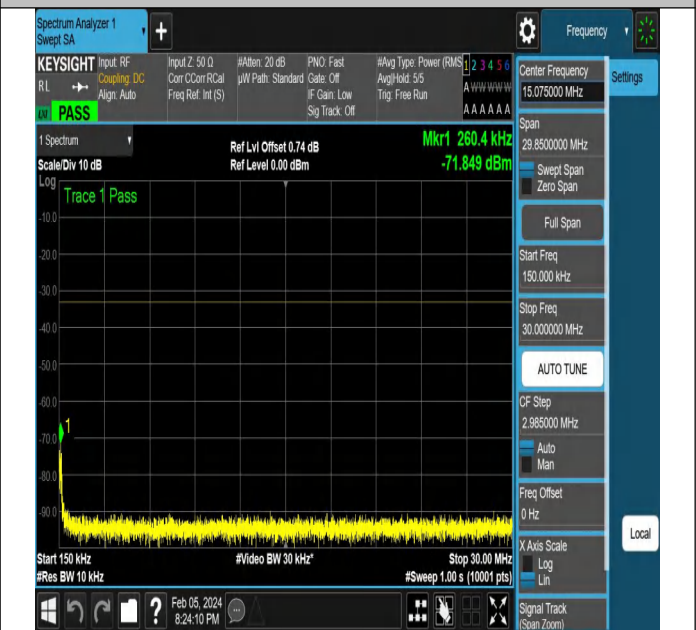 Spectrum Analyzer 1
Swept SA
+
Frequency
KEYSIGHT
RL
PASS
Input: RF
Coupling: DC
Align: Auto
Input Z: 50 Ω
Corr CCorr RCal
Freq Ref: Int (S)
#Atten: 20 dB
µW Path: Standard
PNO: Fast
Gate: Off
IF Gain: Low
Sig Track: Off
#Avg Type: Power (RMS
Avg|Hold: 5/5
Trig: Free Run
1 2 3 4 5 6
A W W W W W
A A A A A A
1 Spectrum
Scale/Div 10 dB
Ref Lvl Offset 0.74 dB
Ref Level 0.00 dBm
Mkr1 260.4 kHz
-71.849 dBm
Log
Trace 1 Pass
-10.0
-20.0
-30.0
-40.0
-50.0
-60.0
-70.0
-80.0
-90.0
1
Start 150 kHz
#Res BW 10 kHz
#Video BW 30 kHz*
Stop 30.00 MHz
#Sweep 1.00 s (10001 pts)
Feb 05, 2024
8:24:10 PM
Center Frequency
15.075000 MHz
Span
29.8500000 MHz
Swept Span
Zero Span
Full Span
Start Freq
150.000 kHz
Stop Freq
30.000000 MHz
AUTO TUNE
CF Step
2.985000 MHz
Auto
Man
Freq Offset
0 Hz
X Axis Scale
Log
Lin
Signal Track
(Span Zoom)
Settings
Local